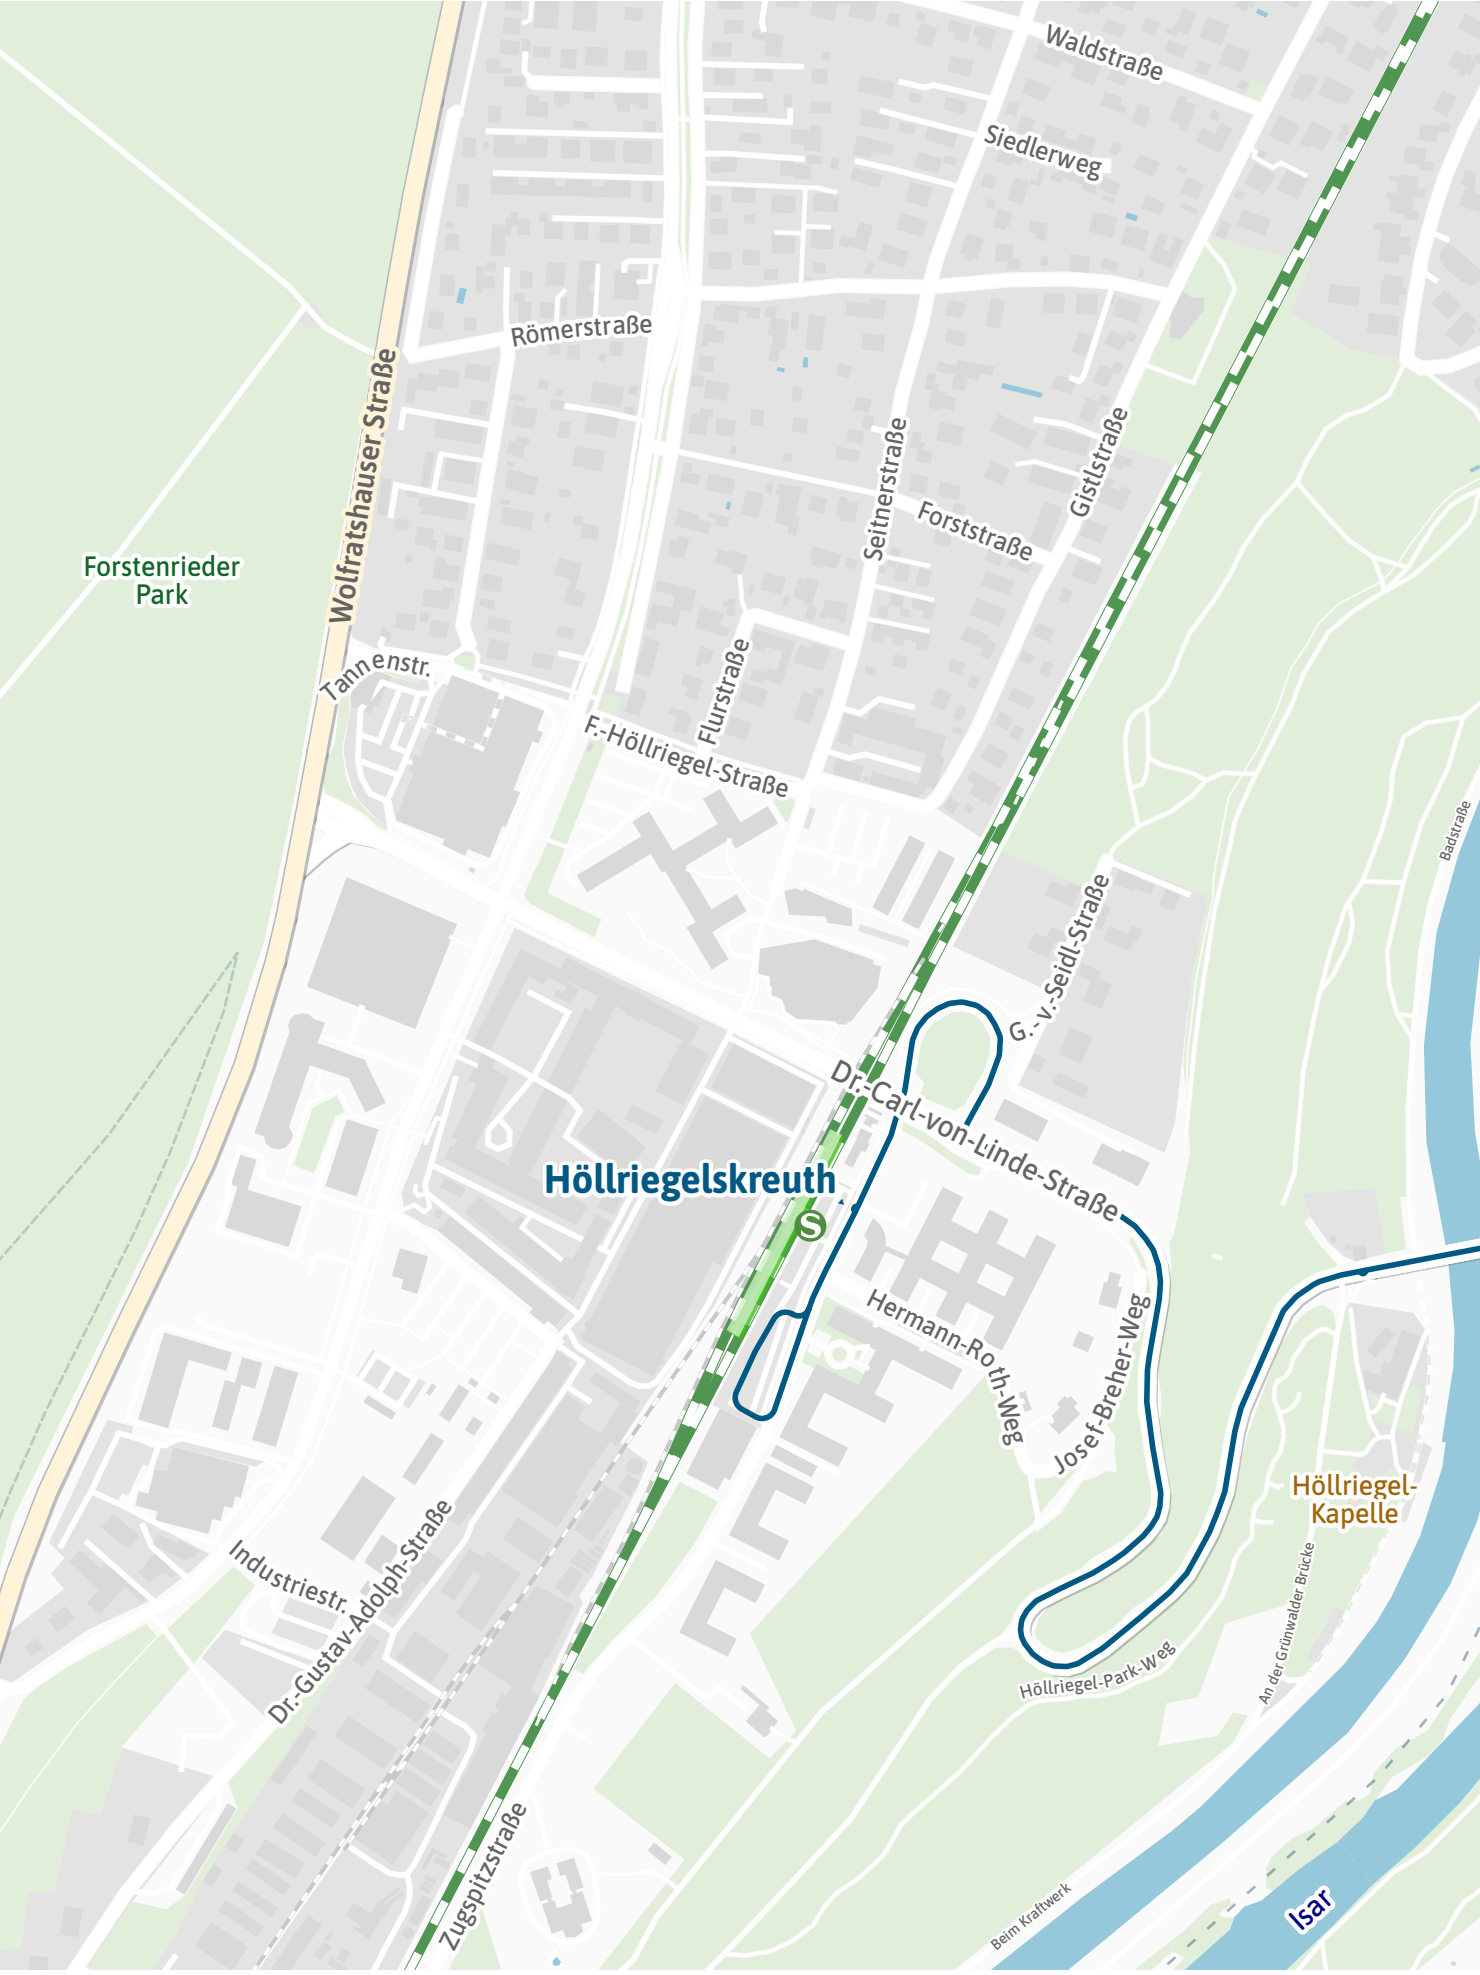 Waldstraße
Siedlerweg
Römerstraße
Wolfratshauser Straße
Seitnerstraße
Gistlstraße
Forststraße
Forstenrieder
Park
Tannenstr.
Flurstraße
F.-Höllriegel-Straße
Badstraße
G.-v.-Seidl-Straße
Dr.-Carl-von-Linde-Straße
Höllriegelskreuth
S
Hermann-Roth-Weg
Josef-Breher-Weg
Höllriegel-
Kapelle
Industriestr.
Dr.-Gustav-Adolph-Straße
An der Grünwalder Brücke
Höllriegel-Park-Weg
Zugspitzstraße
Beim Kraftwerk
Isar